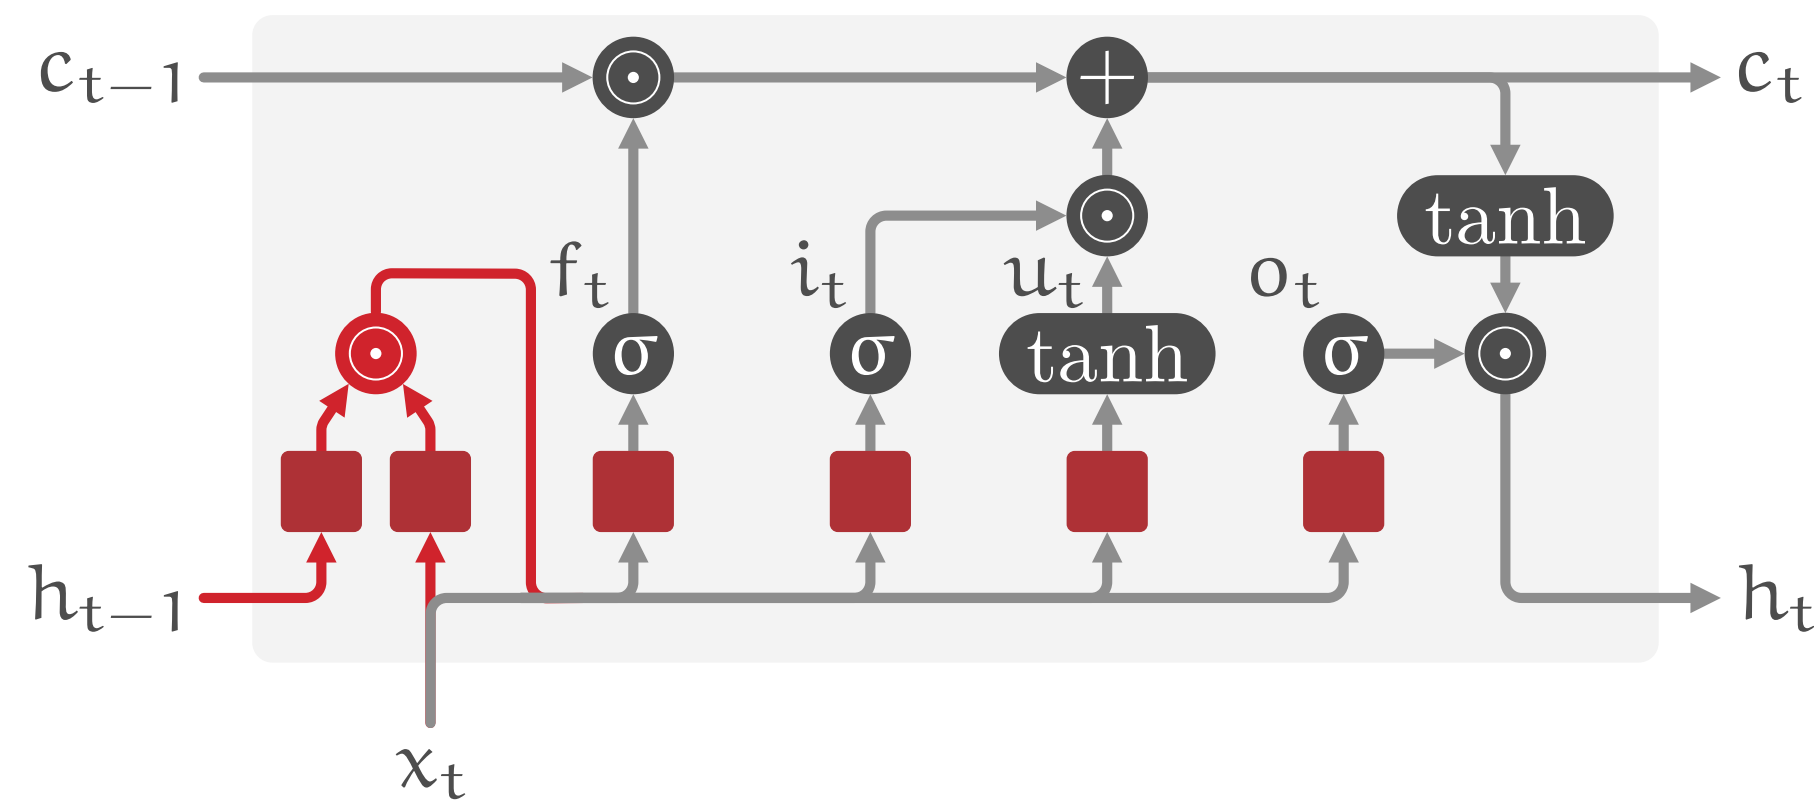 c_{t-1} ⊙ + c_t
⊙ tanh
f_t i_t u_t o_t
⊙ σ σ tanh σ ⊙
h_{t-1} h_t
x_t